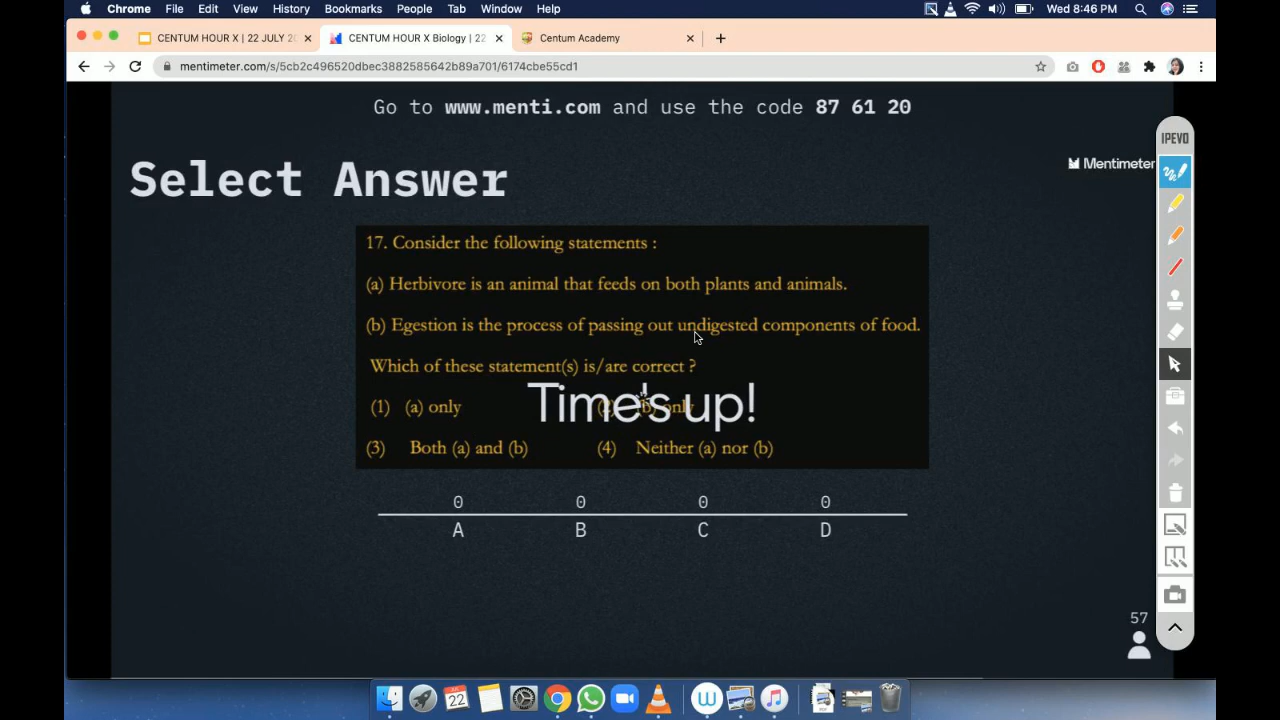 Chrome File Edit View History Bookmarks People Tab Window Help Wed 8:46 PM
CENTUM HOUR X | 22 JULY 20 CENTUM HOUR X Biology | 22 Centum Academy
mentimeter.com/s/5cb2c496520dbec3882585642b89a701/6174cbe55cd1
Go to www.menti.com and use the code 87 61 20
IPEVO
Mentimeter
Select Answer
17. Consider the following statements :
(a) Herbivore is an animal that feeds on both plants and animals.
(b) Egestion is the process of passing out undigested components of food.
Which of these statement(s) is/are correct ?
(1) (a) only (2) (b) only
Time's up!
(3) Both (a) and (b) (4) Neither (a) nor (b)
0 0 0 0
A B C D
57
JUL
22